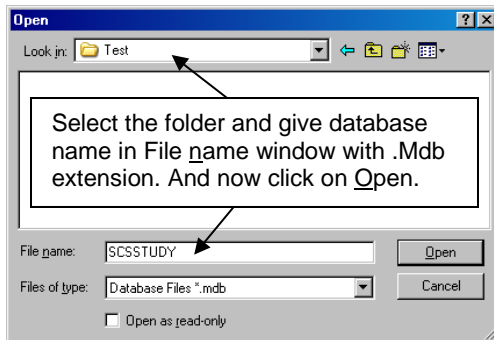 Open
Look in: Test
Select the folder and give database
name in File name window with .Mdb
extension. And now click on Open.
File name: SCSSTUDY Open
Files of type: Database Files *.mdb Cancel
Open as read-only